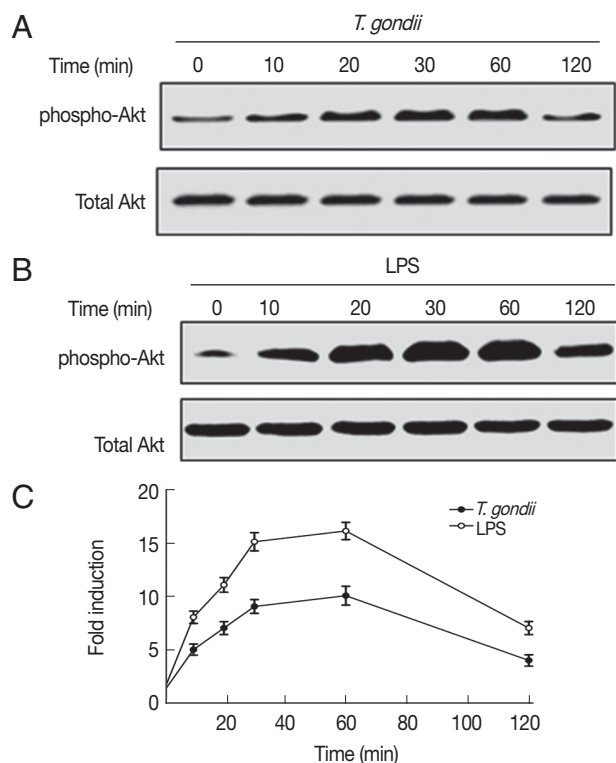 A
T. gondii
Time (min) 0 10 20 30 60 120
phospho-Akt
Total Akt
B
LPS
Time (min) 0 10 20 30 60 120
phospho-Akt
Total Akt
C
20
15
10
5
0
Fold induction
T. gondii
LPS
20 40 60 80 100 120
Time (min)